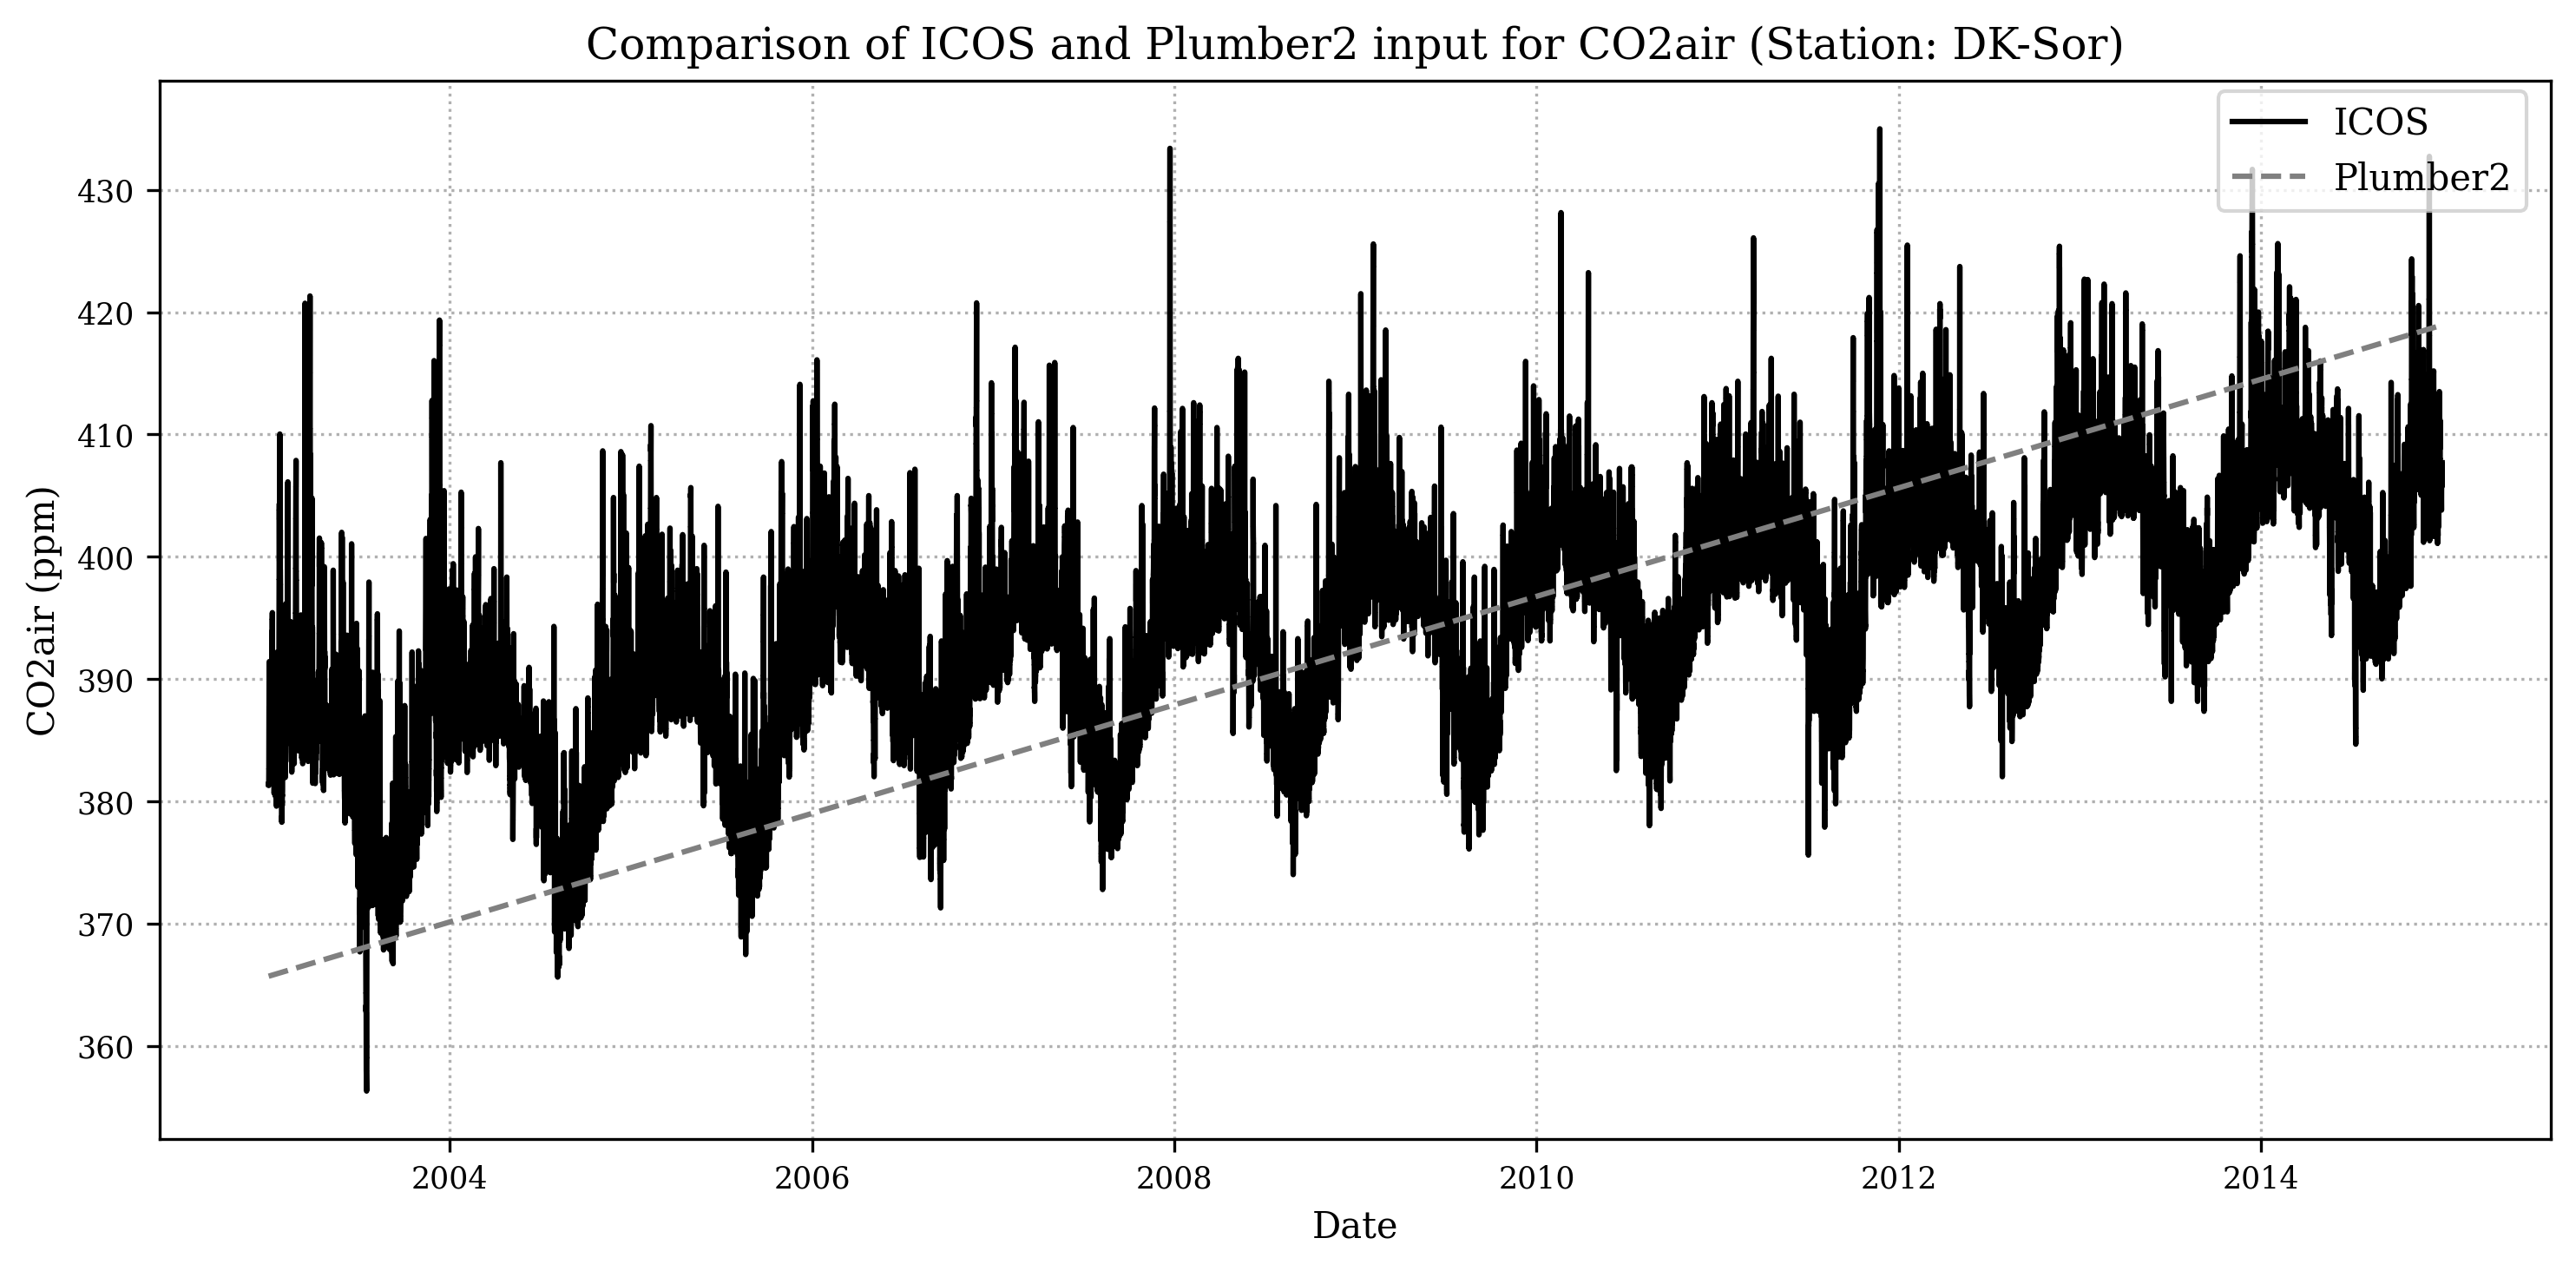 Comparison of ICOS and Plumber2 input for CO2air (Station: DK-Sor)
ICOS
Plumber2
CO2air (ppm)
430
420
410
400
390
380
370
360
2004 2006 2008 2010 2012 2014
Date